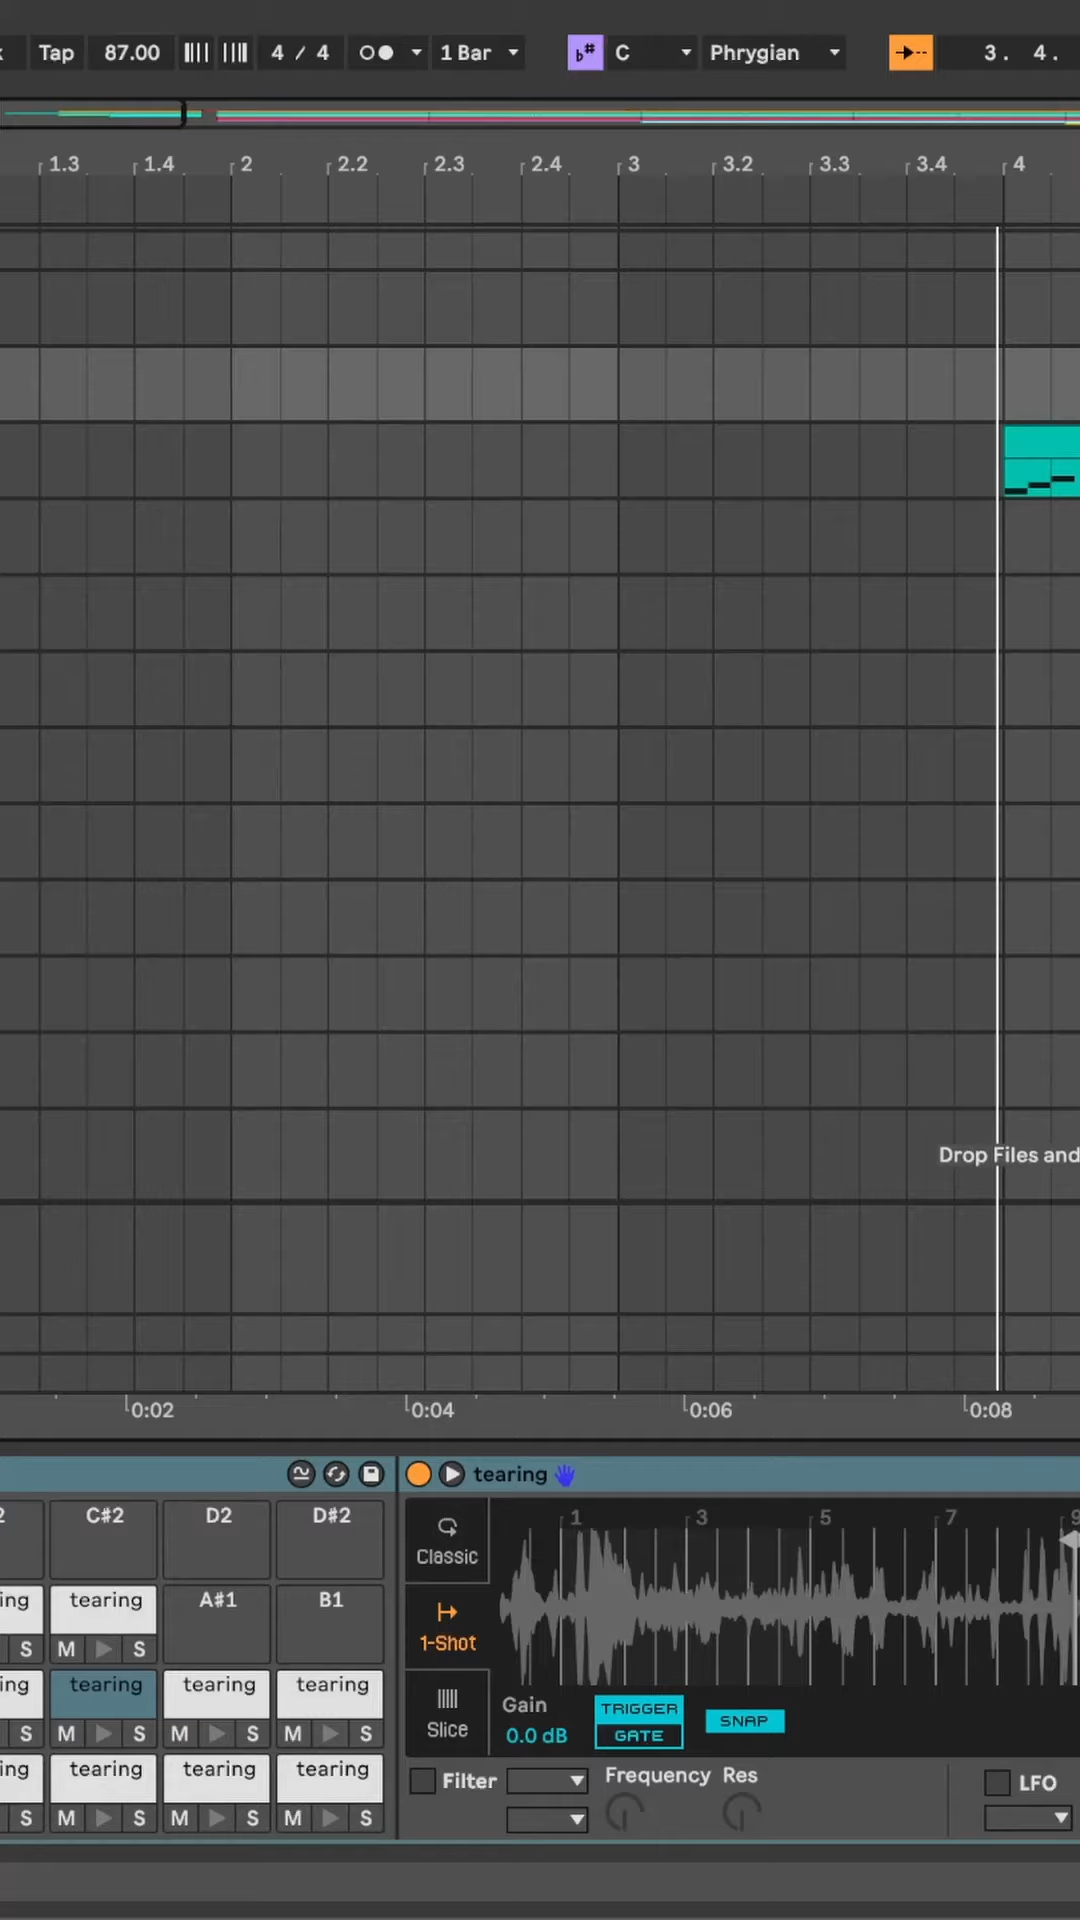 Tap 87.00 4 / 4 1 Bar ♭# C Phrygian 3. 4.
1.3 1.4 2 2.2 2.3 2.4 3 3.2 3.3 3.4 4
Drop Files and
0:02 0:04 0:06 0:08
tearing
2 C#2 D2 D#2
ing tearing A#1 B1
S M S
ing tearing tearing tearing
S M S M S M S
ing tearing tearing tearing
S M S M S M S
1 3 5 7 9
Classic
1-Shot
Slice
Gain
0.0 dB
TRIGGER
GATE
SNAP
Filter Frequency Res LFO